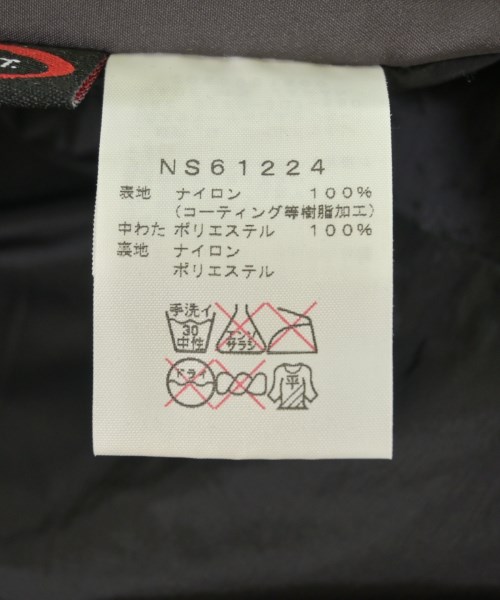 T.
NS61224
表地 ナイロン 100%
(コーティング等樹脂加工)
中わた ポリエステル 100%
裏地 ナイロン
ポリエステル
手洗イ
30
中性
エンソ
サラシ
ドライ
平